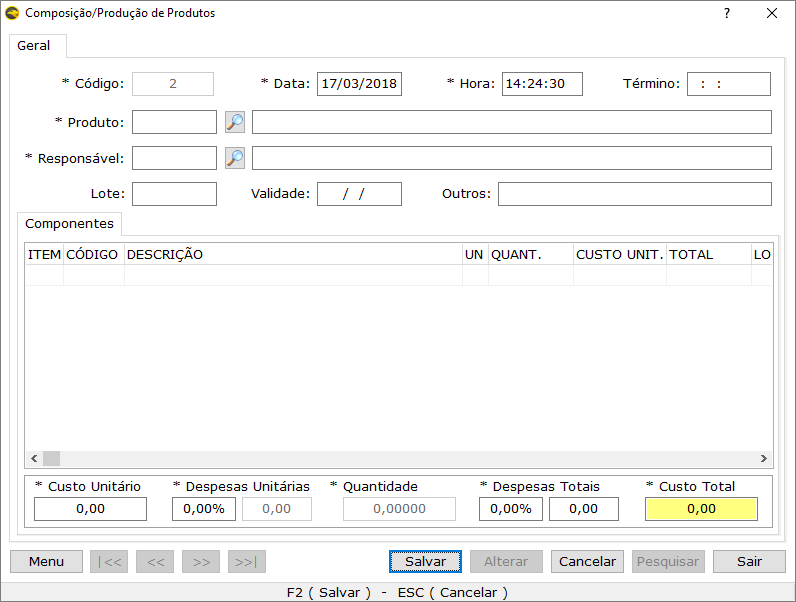 Composição/Produção de Produtos ?
Geral
* Código: 2 * Data: 17/03/2018 * Hora: 14:24:30 Término: : :
* Produto:
* Responsável:
Lote: Validade: / / Outros:
Componentes
ITEM CÓDIGO DESCRIÇÃO UN QUANT. CUSTO UNIT. TOTAL LO
* Custo Unitário * Despesas Unitárias * Quantidade * Despesas Totais * Custo Total
0,00 0,00% 0,00 0,00000 0,00% 0,00 0,00
Menu |<< << >> >>| Salvar Alterar Cancelar Pesquisar Sair
F2 ( Salvar ) - ESC ( Cancelar )